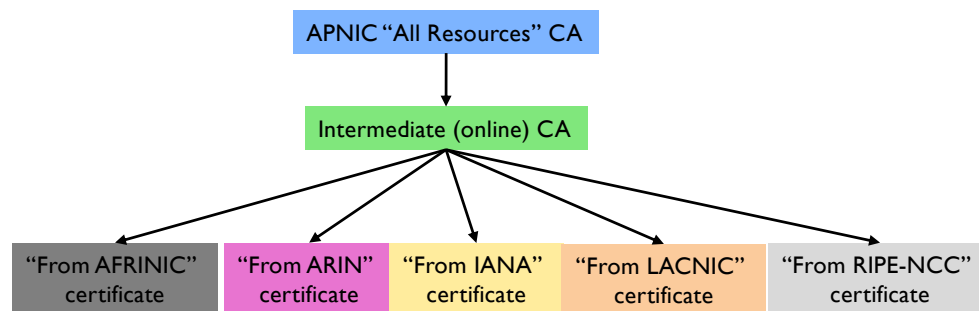 APNIC “All Resources” CA
Intermediate (online) CA
“From AFRINIC”
certificate
“From ARIN”
certificate
“From IANA”
certificate
“From LACNIC”
certificate
“From RIPE-NCC”
certificate